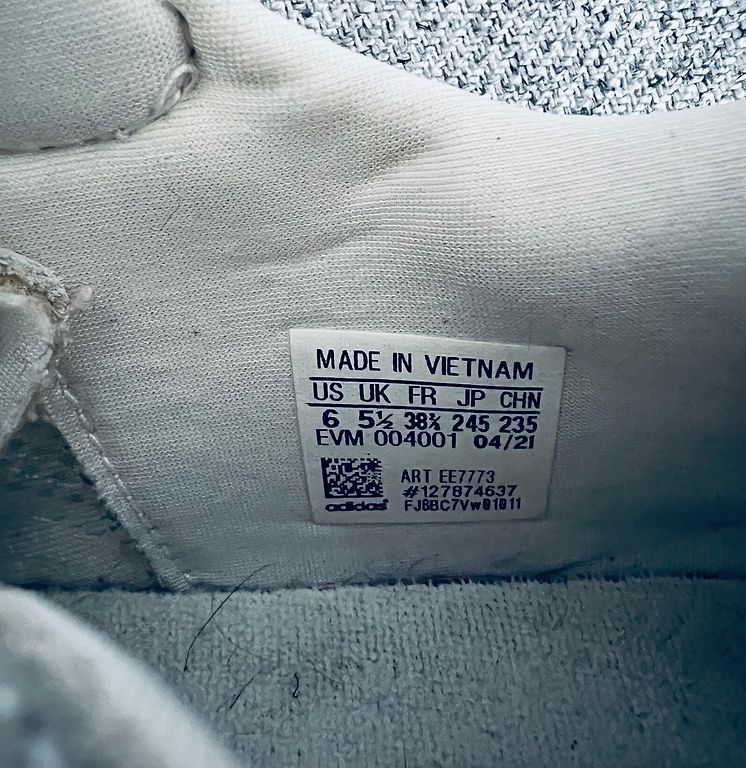 MADE IN VIETNAM
US UK FR JP CHN
6 5½ 38⅔ 245 235
EVM 004001 04/21
ART EE7773
#127874637
adidas FJ6BC7Vw01011